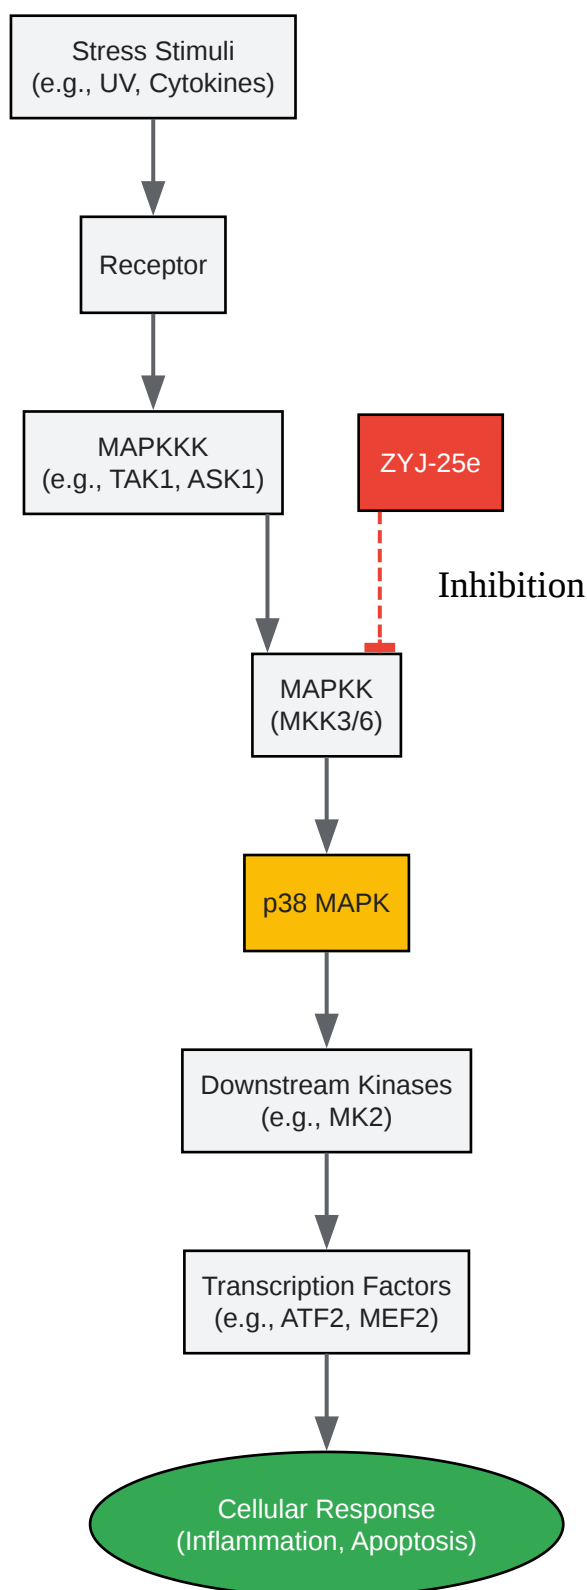 Stress Stimuli
(e.g., UV, Cytokines)
Receptor
MAPKKK
(e.g., TAK1, ASK1)
ZYJ-25e
Inhibition
MAPKK
(MKK3/6)
p38 MAPK
Downstream Kinases
(e.g., MK2)
Transcription Factors
(e.g., ATF2, MEF2)
Cellular Response
(Inflammation, Apoptosis)